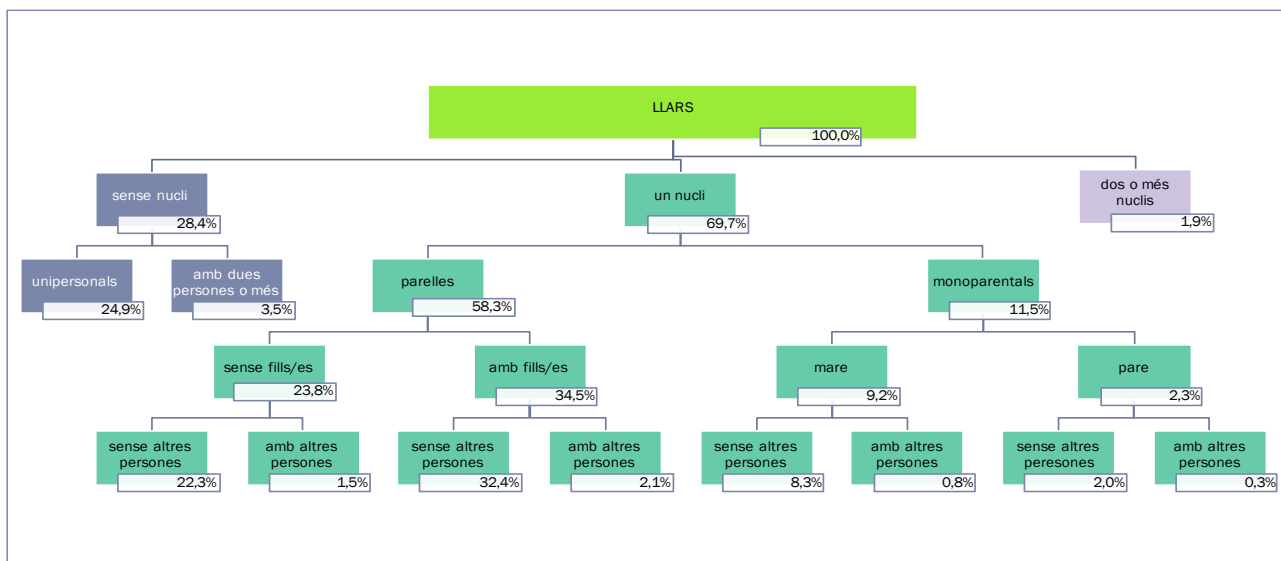 LLARS
100,0%
sense nucli
28,4%
un nucli
69,7%
dos o més
nuclis
1,9%
unipersonals
24,9%
amb dues
persones o més
3,5%
parelles
58,3%
monoparentals
11,5%
sense fills/es
23,8%
amb fills/es
34,5%
mare
9,2%
pare
2,3%
sense altres
persones
22,3%
amb altres
persones
1,5%
sense altres
persones
32,4%
amb altres
persones
2,1%
sense altres
persones
8,3%
amb altres
persones
0,8%
sense altres
peresones
2,0%
amb altres
persones
0,3%